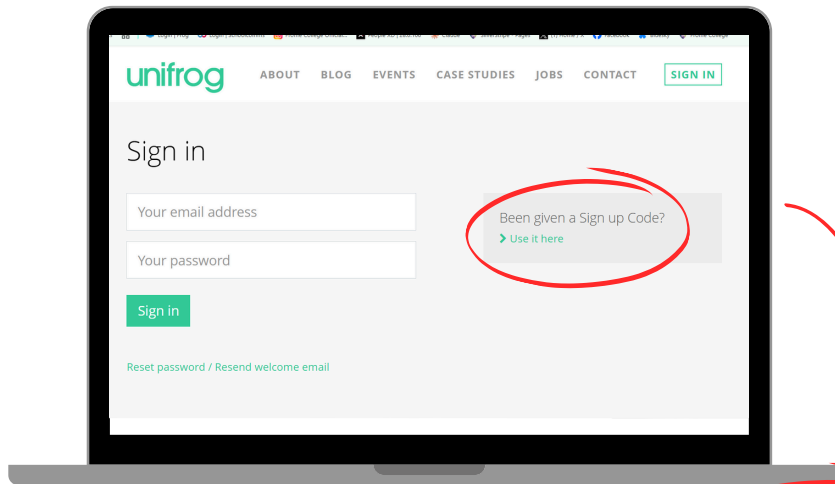 unifrog
ABOUT BLOG EVENTS CASE STUDIES JOBS CONTACT SIGN IN
Sign in
Your email address
Your password
Sign in
Reset password / Resend welcome email
Been given a Sign up Code?
Use it here